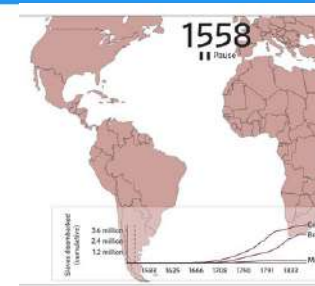 1558
Pause
Slaves disembarked
(cumulative)
3.6 million
2.4 million
1.2 million
1588 1625 1666 1708 1750 1791 1833